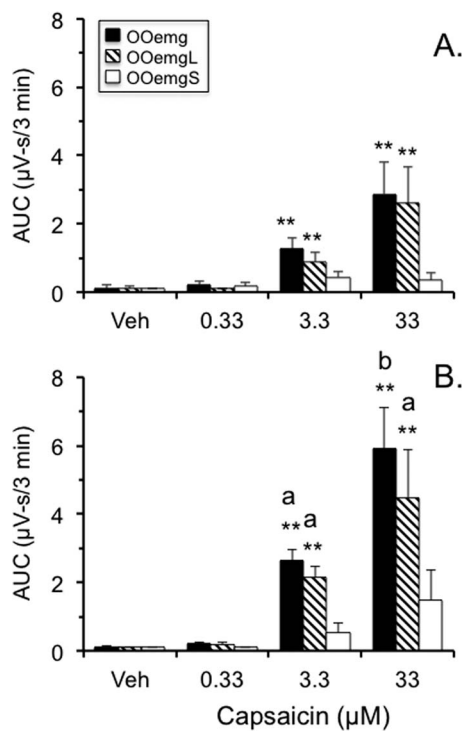 A.
OOemg
OOemgL
OOemgS
AUC (μV-s/3 min)
8
6
4
2
0
** **
** **
Veh 0.33 3.3 33
B.
AUC (μV-s/3 min)
8
6
4
2
0
b
** a
**
a a
** **
Veh 0.33 3.3 33
Capsaicin (μM)